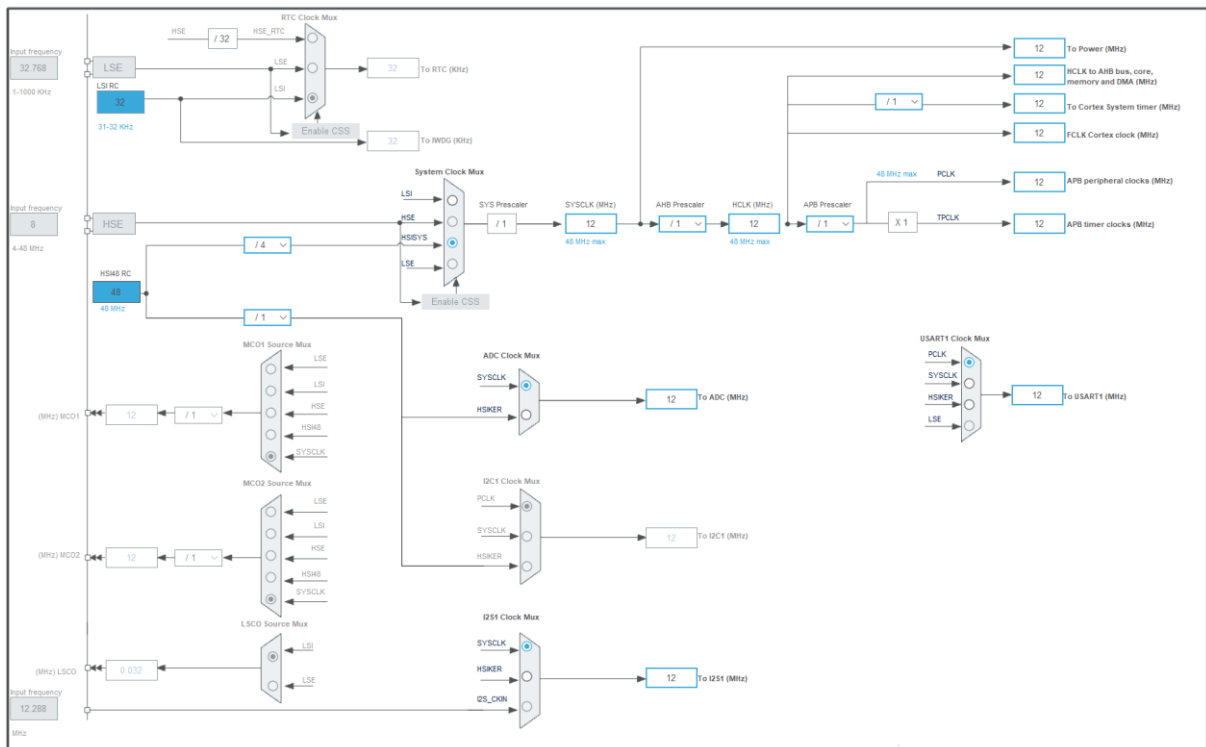 RTC Clock Mux
HSE
/ 32
HSE_RTC
Input frequency
32.768
1-1000 KHz
LSE
LSE
32
To RTC (KHz)
LSI RC
32
31-32 KHz
LSI
Enable CSS
32
To IWDG (KHz)
12
To Power (MHz)
12
HCLK to AHB bus, core,
memory and DMA (MHz)
/ 1
12
To Cortex System timer (MHz)
12
FCLK Cortex clock (MHz)
System Clock Mux
LSI
HSE
HSISYS
LSE
Enable CSS
SYS Prescaler
/ 1
SYSCLK (MHz)
12
48 MHz max
AHB Prescaler
/ 1
HCLK (MHz)
12
48 MHz max
APB Prescaler
/ 1
48 MHz max
PCLK
12
APB peripheral clocks (MHz)
X 1
TPCLK
12
APB timer clocks (MHz)
Input frequency
8
4-48 MHz
HSE
/ 4
HSI48 RC
48
48 MHz
/ 1
MCO1 Source Mux
LSE
LSI
HSE
HSI48
SYSCLK
(MHz) MCO1
12
/ 1
ADC Clock Mux
SYSCLK
HSIKER
12
To ADC (MHz)
USART1 Clock Mux
PCLK
SYSCLK
HSIKER
LSE
12
To USART1 (MHz)
MCO2 Source Mux
LSE
LSI
HSE
HSI48
SYSCLK
(MHz) MCO2
12
/ 1
I2C1 Clock Mux
PCLK
SYSCLK
HSIKER
12
To I2C1 (MHz)
LSCO Source Mux
LSI
LSE
(MHz) LSCO
0.032
I2S1 Clock Mux
SYSCLK
HSIKER
I2S_CKIN
12
To I2S1 (MHz)
Input frequency
12.288
MHz